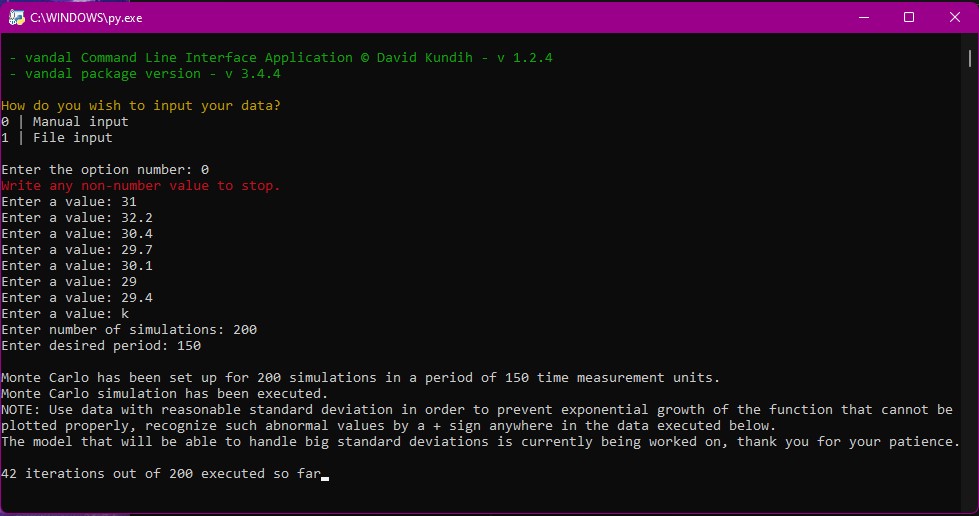 C:\WINDOWS\py.exe
- vandal Command Line Interface Application © David Kundih - v 1.2.4
- vandal package version - v 3.4.4
How do you wish to input your data?
0 | Manual input
1 | File input
Enter the option number: 0
Write any non-number value to stop.
Enter a value: 31
Enter a value: 32.2
Enter a value: 30.4
Enter a value: 29.7
Enter a value: 30.1
Enter a value: 29
Enter a value: 29.4
Enter a value: k
Enter number of simulations: 200
Enter desired period: 150
Monte Carlo has been set up for 200 simulations in a period of 150 time measurement units.
Monte Carlo simulation has been executed.
NOTE: Use data with reasonable standard deviation in order to prevent exponential growth of the function that cannot be
plotted properly, recognize such abnormal values by a + sign anywhere in the data executed below.
The model that will be able to handle big standard deviations is currently being worked on, thank you for your patience.
42 iterations out of 200 executed so far